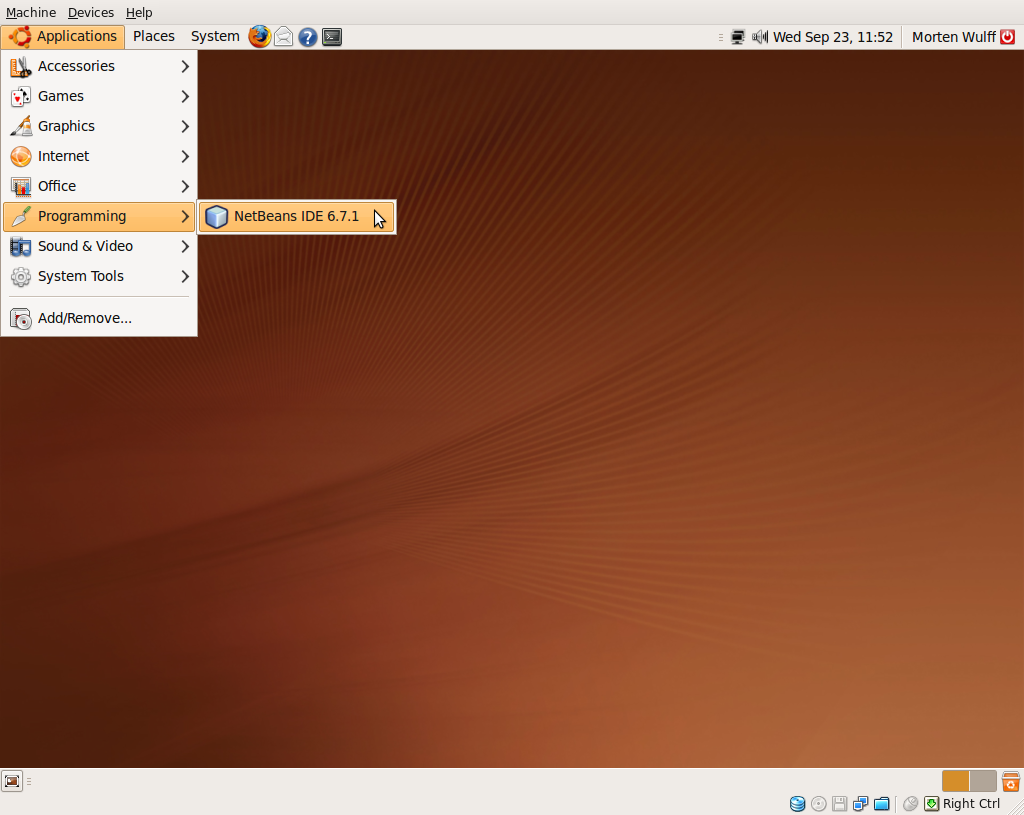 Machine Devices Help
Applications Places System Wed Sep 23, 11:52 Morten Wulff
Accessories
Games
Graphics
Internet
Office
Programming
NetBeans IDE 6.7.1
Sound & Video
System Tools
Add/Remove...
Right Ctrl